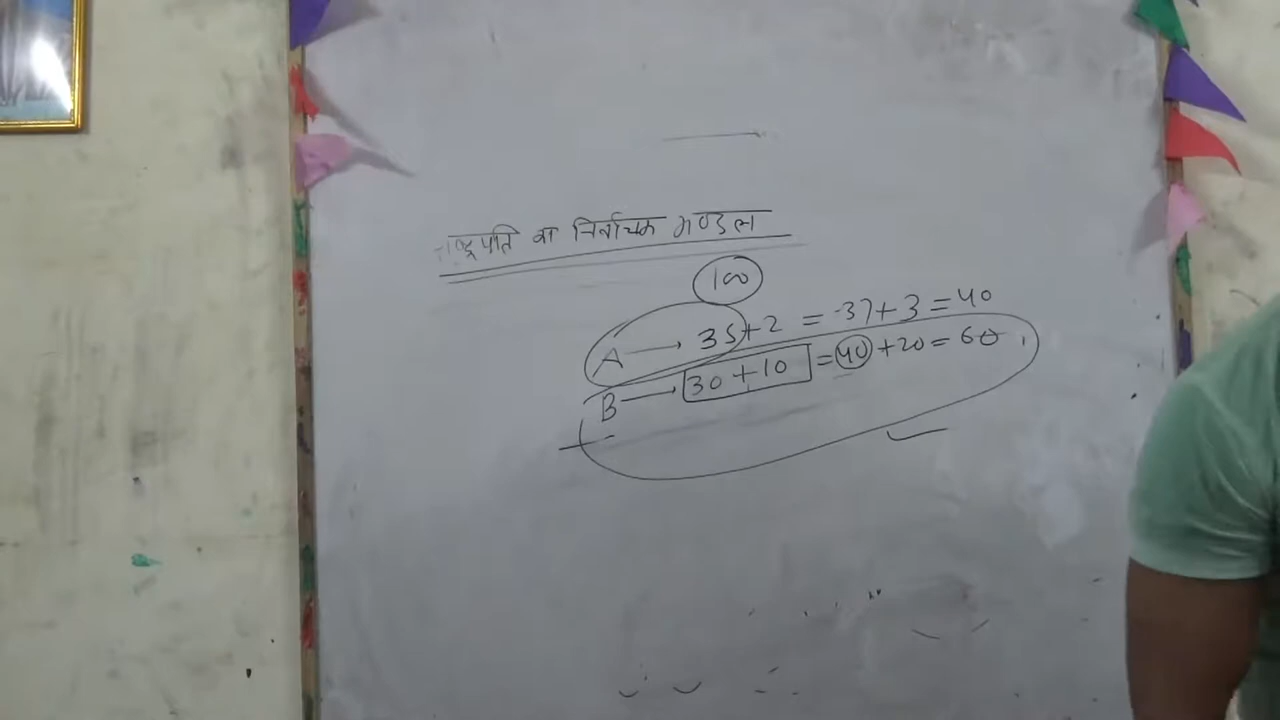 राष्ट्रपति का निर्वाचक मण्डल
100
A → 35+2 = 37+3 = 40
B → 30+10 = 40 +20 = 60